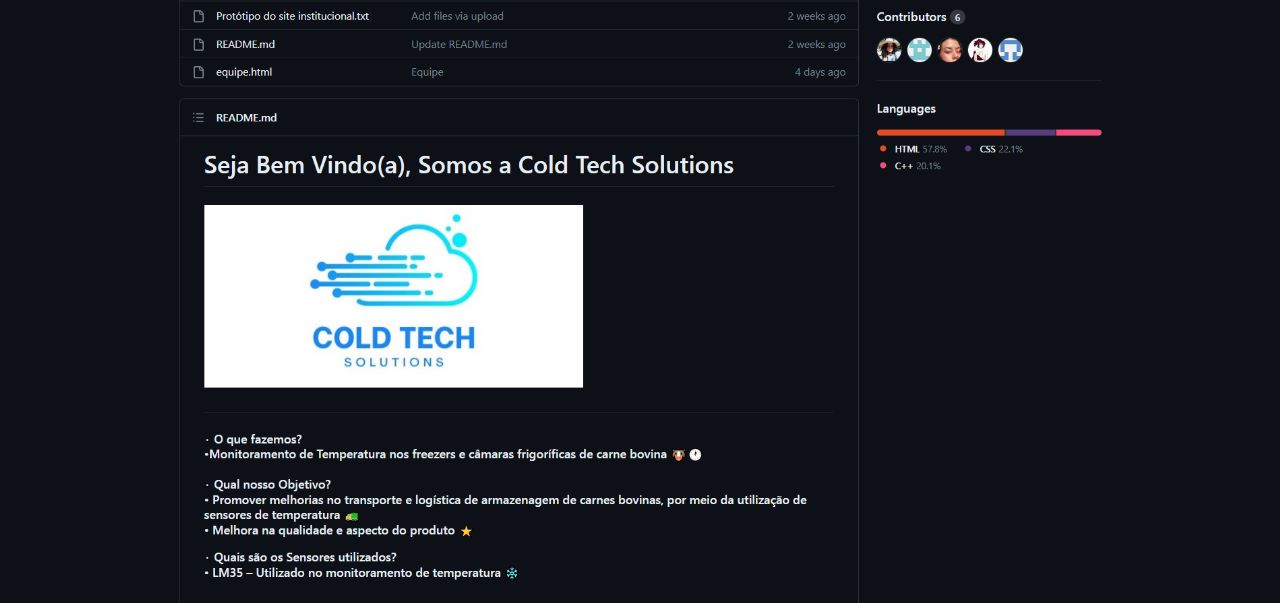 Protótipo do site institucional.txt Add files via upload 2 weeks ago
README.md Update README.md 2 weeks ago
equipe.html Equipe 4 days ago
README.md
Seja Bem Vindo(a), Somos a Cold Tech Solutions
COLD TECH
SOLUTIONS
· O que fazemos?
•Monitoramento de Temperatura nos freezers e câmaras frigoríficas de carne bovina
· Qual nosso Objetivo?
• Promover melhorias no transporte e logística de armazenagem de carnes bovinas, por meio da utilização de
sensores de temperatura
• Melhora na qualidade e aspecto do produto
· Quais são os Sensores utilizados?
• LM35 – Utilizado no monitoramento de temperatura
Contributors 6
Languages
HTML 57.8% CSS 22.1%
C++ 20.1%